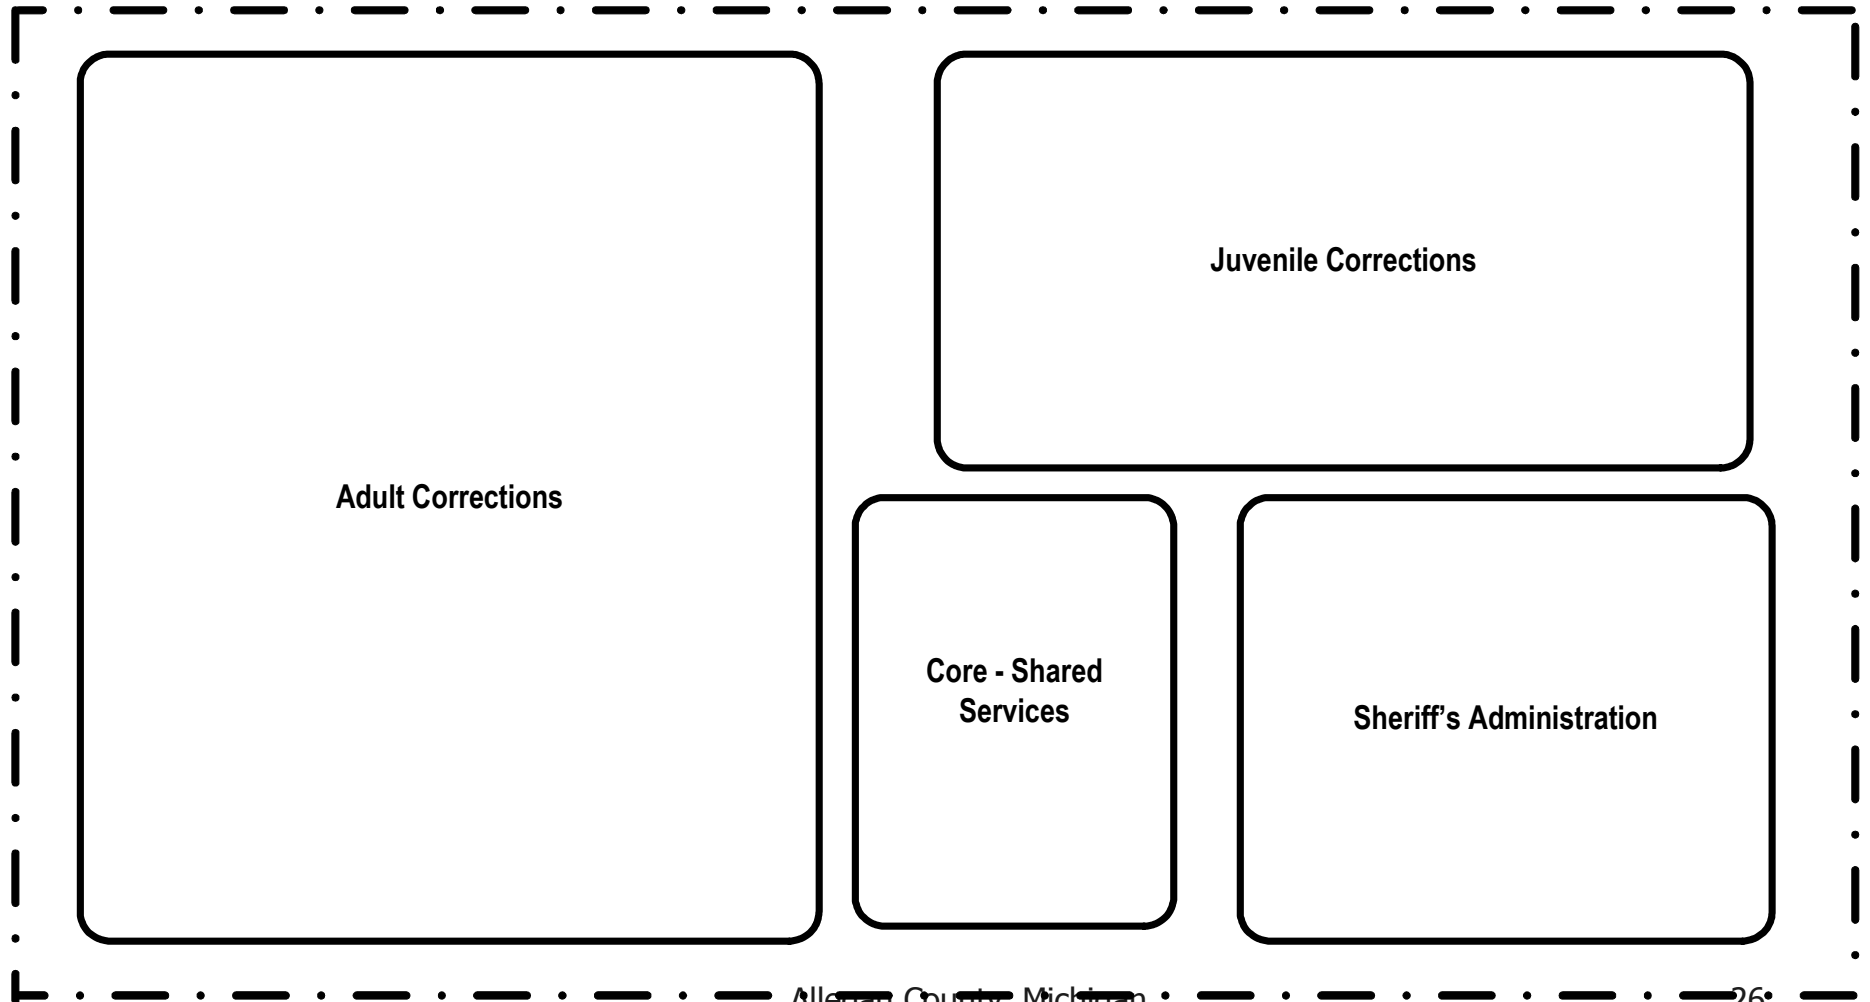 Juvenile Corrections
Adult Corrections
Core - Shared
Services
Sheriff’s Administration
Allegan County, Michigan
26